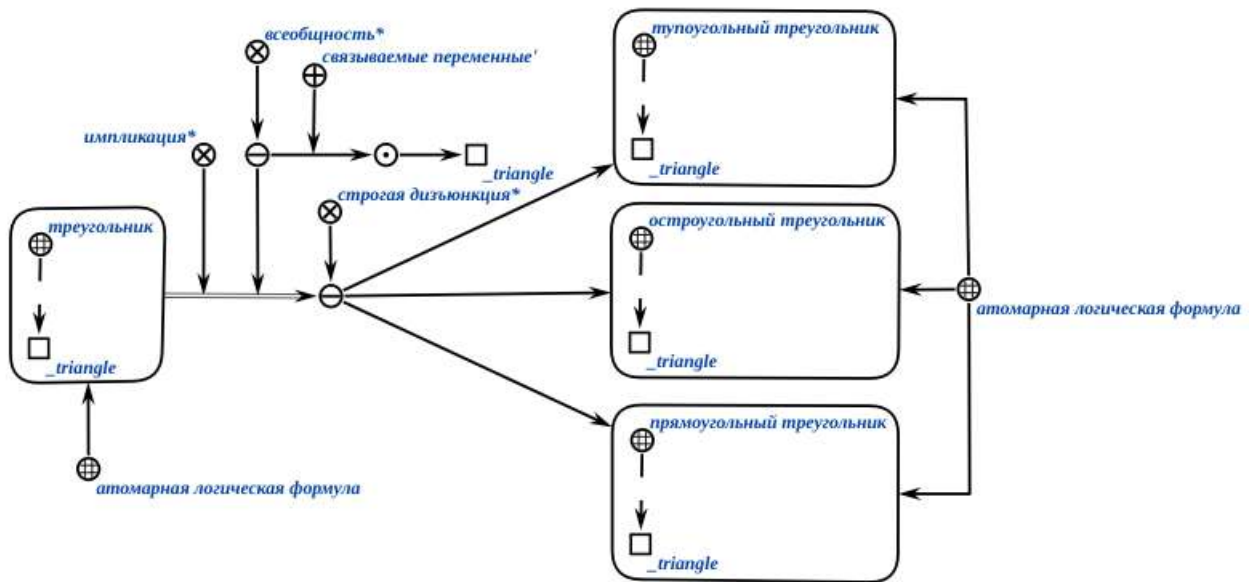 всеобщность*
связываемые переменные'
импликация*
_triangle
строгая дизъюнкция*
треугольник
_triangle
атомарная логическая формула
тупоугольный треугольник
_triangle
остроугольный треугольник
_triangle
прямоугольный треугольник
_triangle
атомарная логическая формула